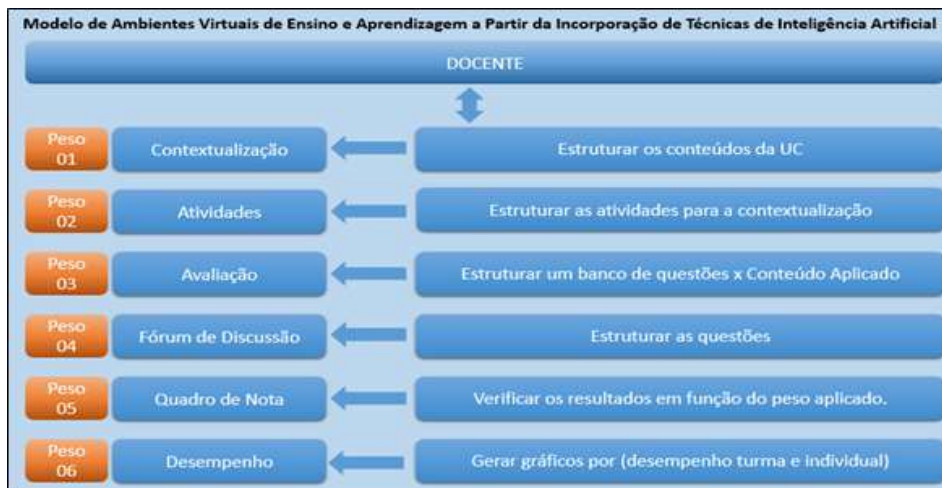 Modelo de Ambientes Virtuais de Ensino e Aprendizagem a Partir da Incorporação de Técnicas de Inteligência Artificial
DOCENTE
Peso
01
Contextualização
Estruturar os conteúdos da UC
Peso
02
Atividades
Estruturar as atividades para a contextualização
Peso
03
Avaliação
Estruturar um banco de questões x Conteúdo Aplicado
Peso
04
Fórum de Discussão
Estruturar as questões
Peso
05
Quadro de Nota
Verificar os resultados em função do peso aplicado.
Peso
06
Desempenho
Gerar gráficos por (desempenho turma e individual)